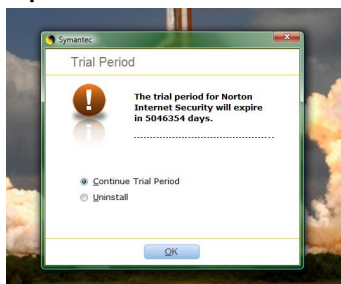 Symantec
Trial Period
The trial period for Norton
Internet Security will expire
in 5046354 days.
Continue Trial Period
Uninstall
OK